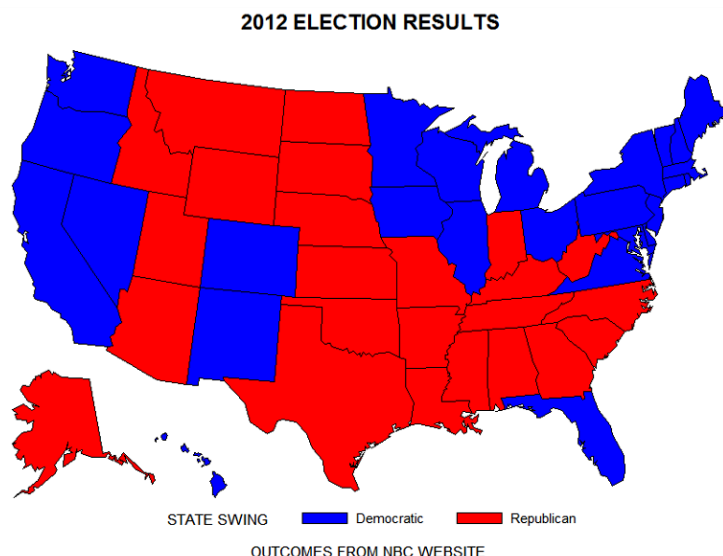 2012 ELECTION RESULTS
STATE SWING Democratic Republican
OUTCOMES FROM NBC WEBSITE